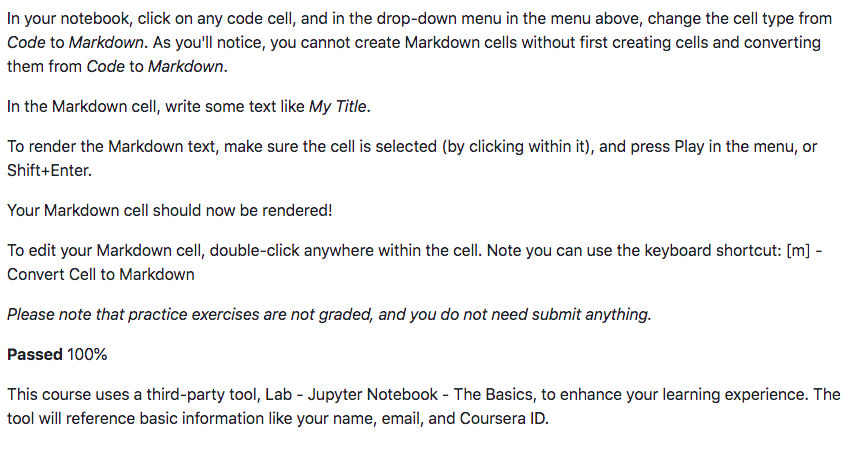 In your notebook, click on any code cell, and in the drop-down menu in the menu above, change the cell type from
Code to Markdown. As you'll notice, you cannot create Markdown cells without first creating cells and converting
them from Code to Markdown.
In the Markdown cell, write some text like My Title.
To render the Markdown text, make sure the cell is selected (by clicking within it), and press Play in the menu, or
Shift+Enter.
Your Markdown cell should now be rendered!
To edit your Markdown cell, double-click anywhere within the cell. Note you can use the keyboard shortcut: [m] -
Convert Cell to Markdown
Please note that practice exercises are not graded, and you do not need submit anything.
Passed 100%
This course uses a third-party tool, Lab - Jupyter Notebook - The Basics, to enhance your learning experience. The
tool will reference basic information like your name, email, and Coursera ID.